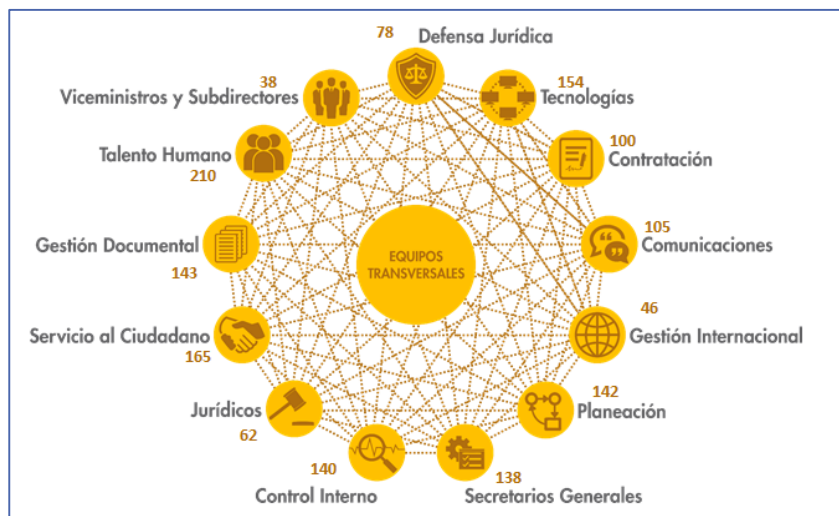 78
Defensa Jurídica
154
Tecnologías
100
Contratación
105
Comunicaciones
46
Gestión Internacional
142
Planeación
138
Secretarios Generales
140
Control Interno
Jurídicos
62
Servicio al Ciudadano
165
Gestión Documental
143
Talento Humano
210
38
Viceministros y Subdirectores
EQUIPOS
TRANSVERSALES